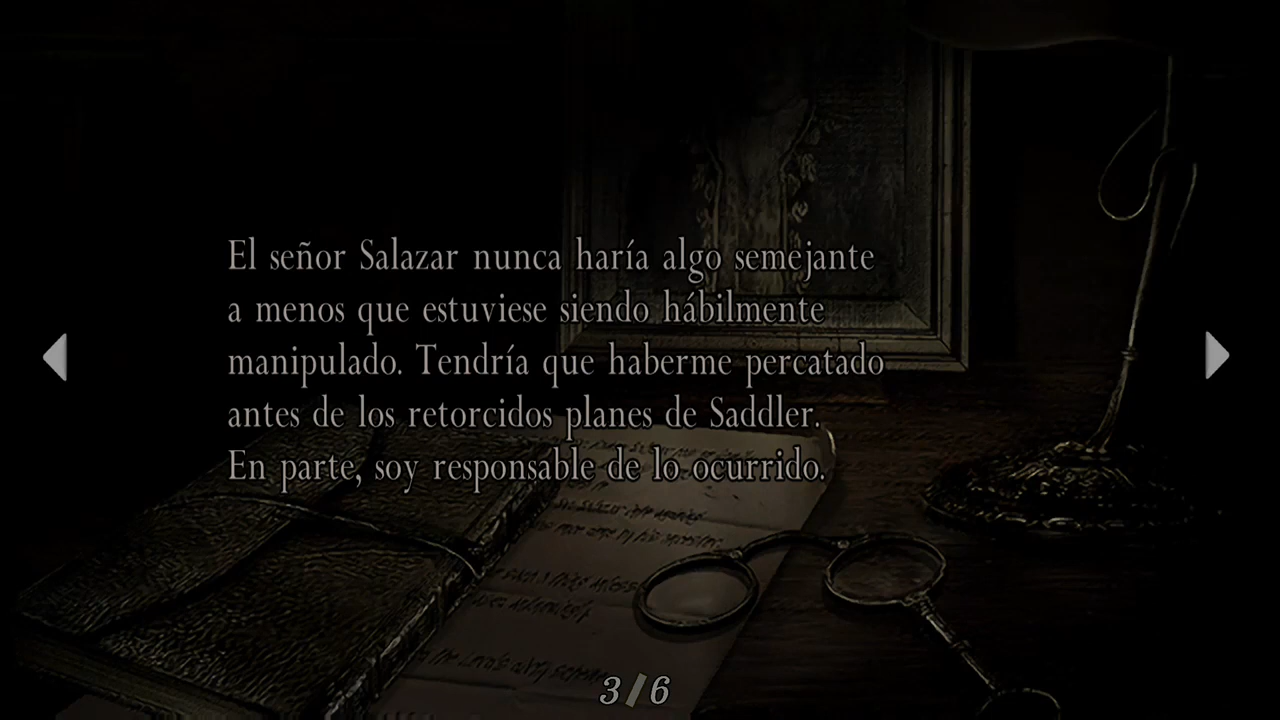 El señor Salazar nunca haría algo semejante
a menos que estuviese siendo hábilmente
manipulado. Tendría que haberme percatado
antes de los retorcidos planes de Saddler.
En parte, soy responsable de lo ocurrido.
3/6